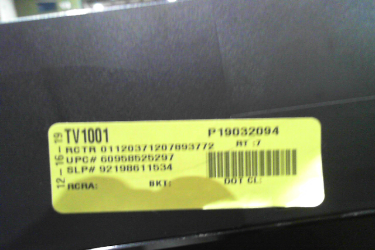 12-16-19
TV1001 P19032094
RCTR 01120371207893772 RT :7
UPC# 60958525297
SLP# 92198611534
RCRA: BKT: DOT CL: